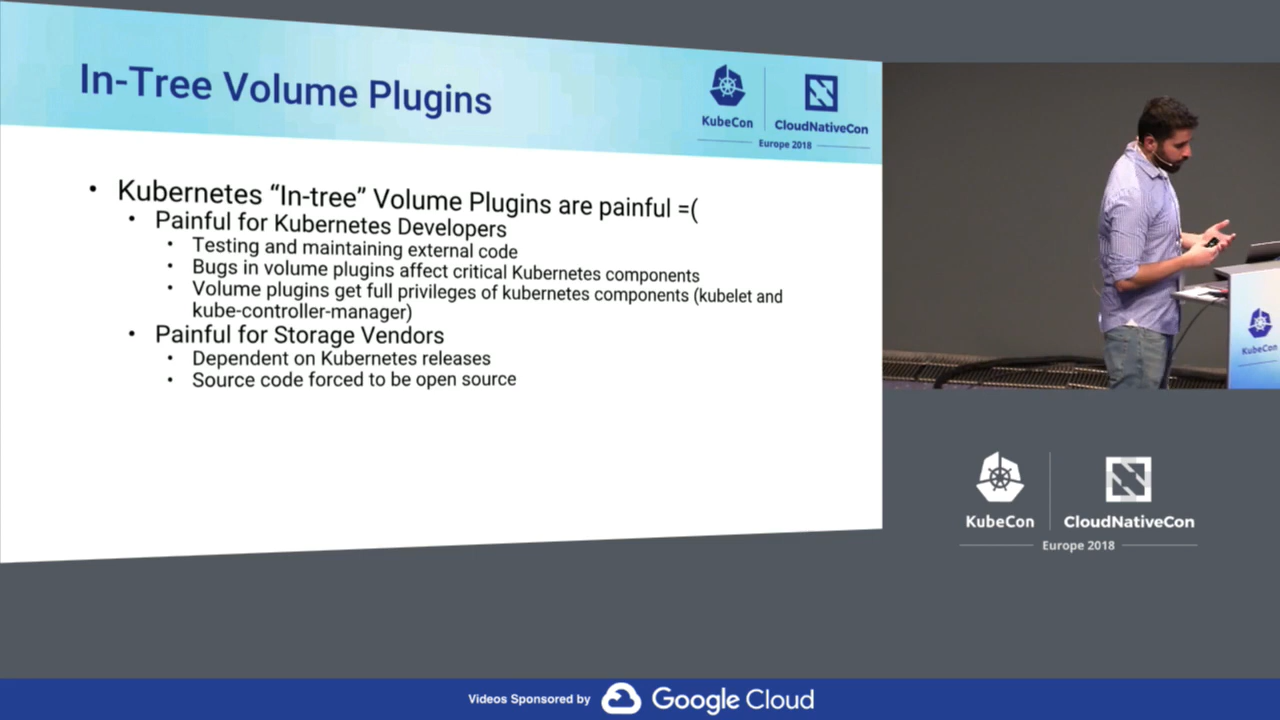 In-Tree Volume Plugins
KubeCon
CloudNativeCon
Europe 2018
• Kubernetes “In-tree” Volume Plugins are painful =(
• Painful for Kubernetes Developers
• Testing and maintaining external code
• Bugs in volume plugins affect critical Kubernetes components
• Volume plugins get full privileges of kubernetes components (kubelet and
kube-controller-manager)
• Painful for Storage Vendors
• Dependent on Kubernetes releases
• Source code forced to be open source
KubeCon
KubeCon
CloudNativeCon
Europe 2018
Videos Sponsored by
Google Cloud